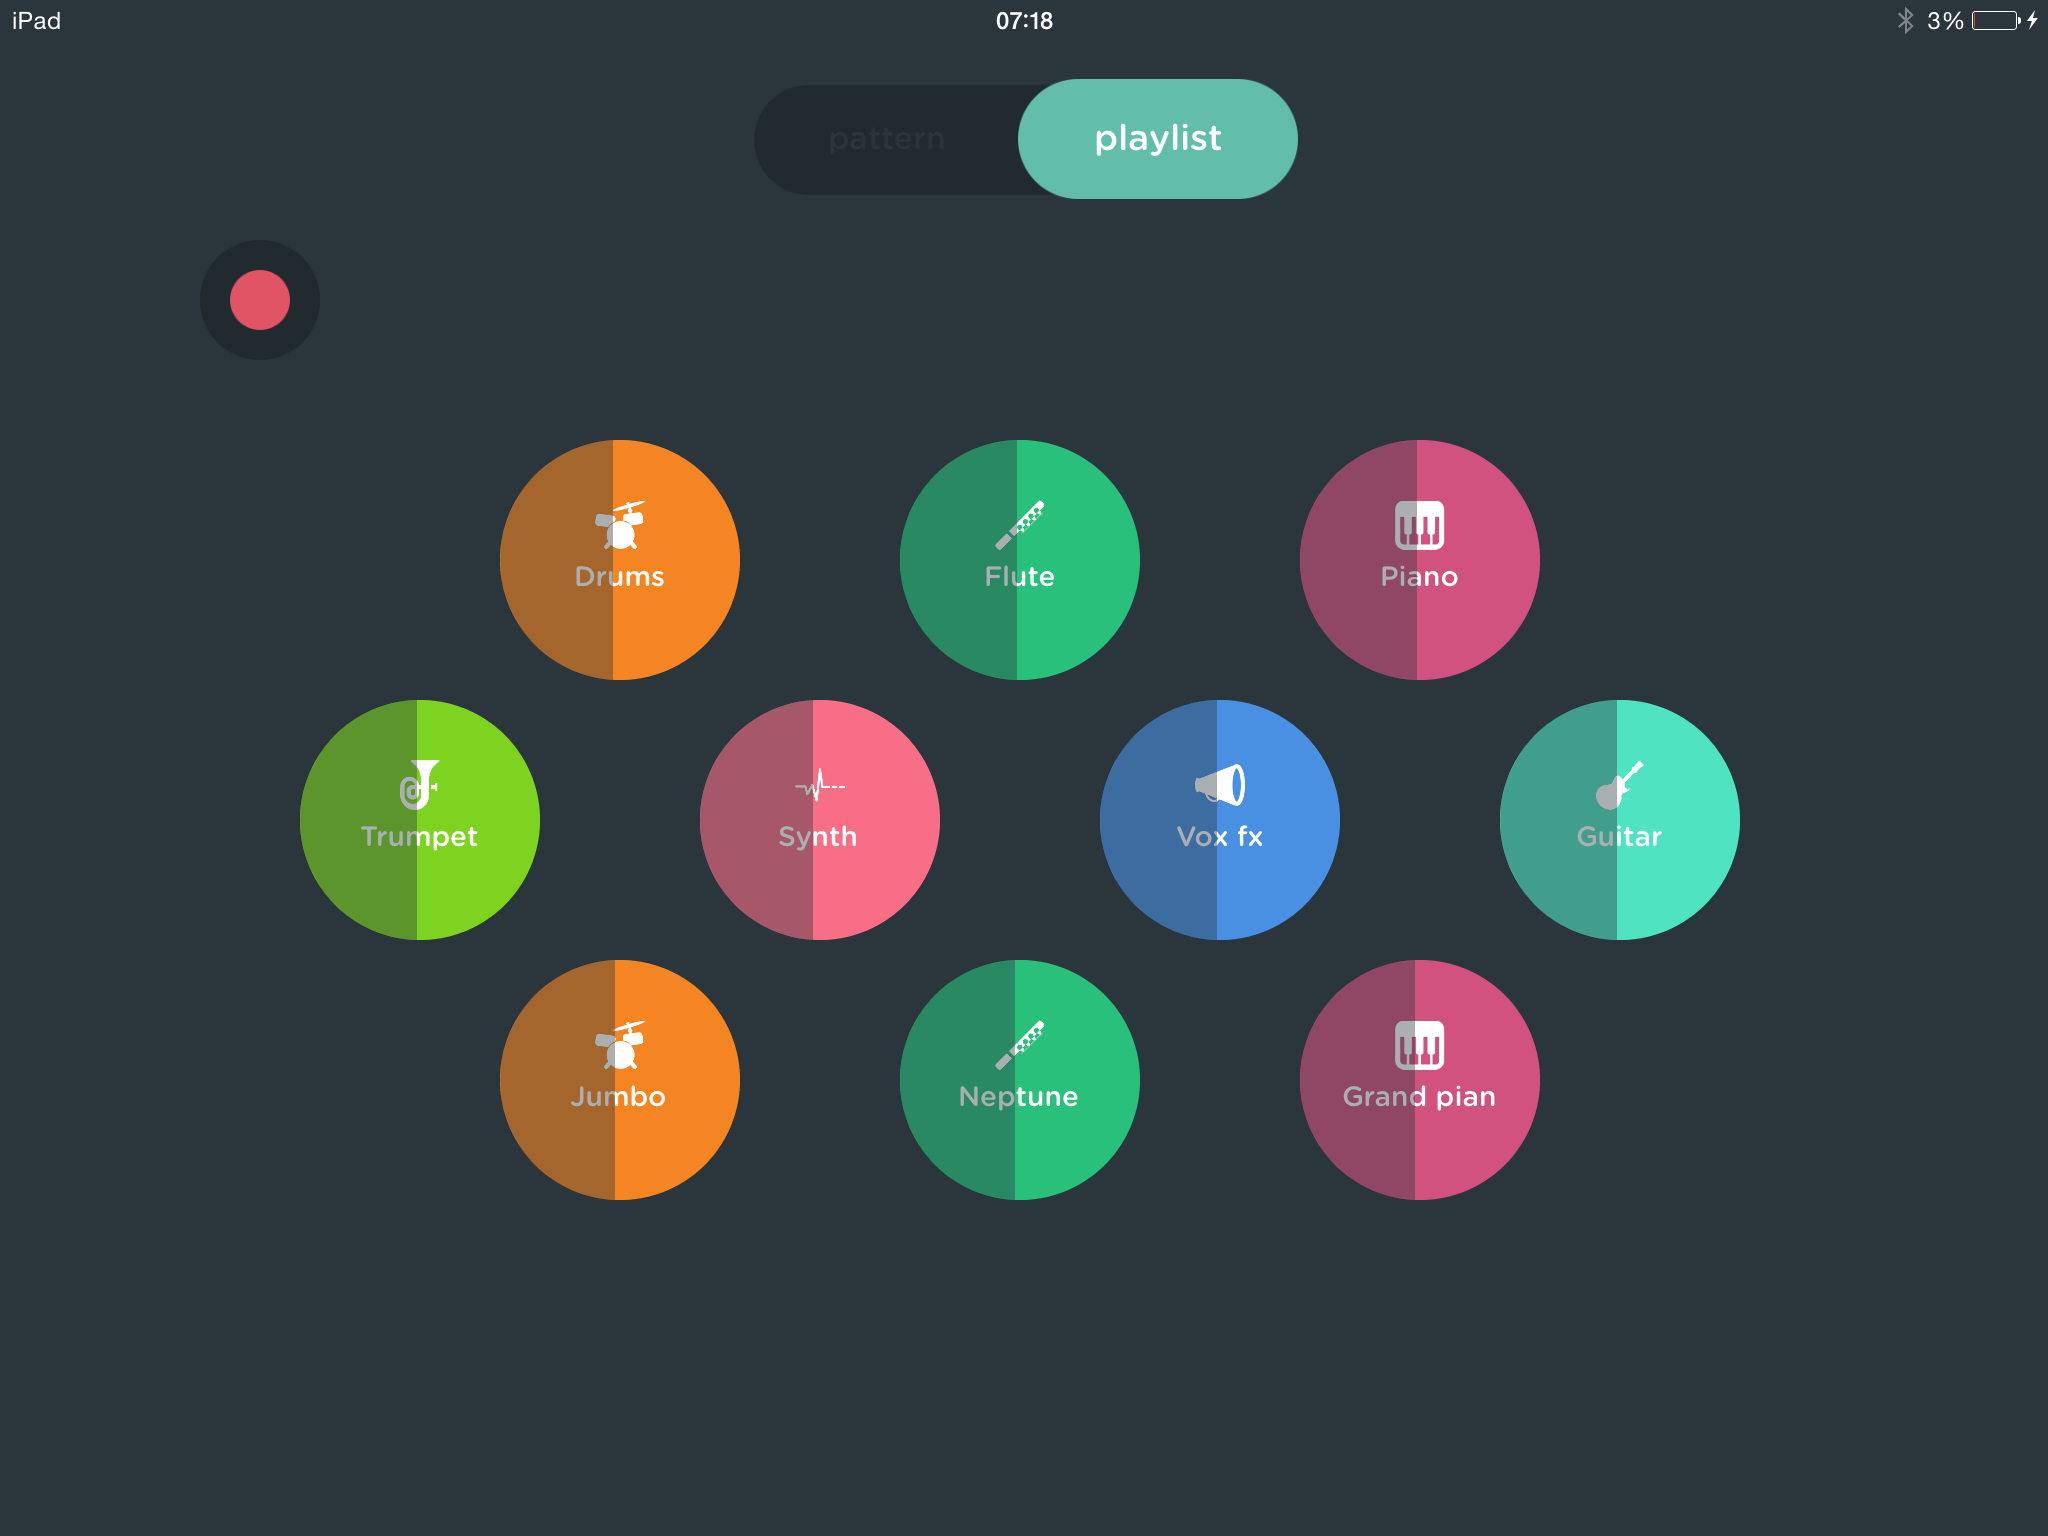 iPad 07:18 3%
pattern playlist
Drums Flute Piano
Trumpet Synth Vox fx Guitar
Jumbo Neptune Grand pian